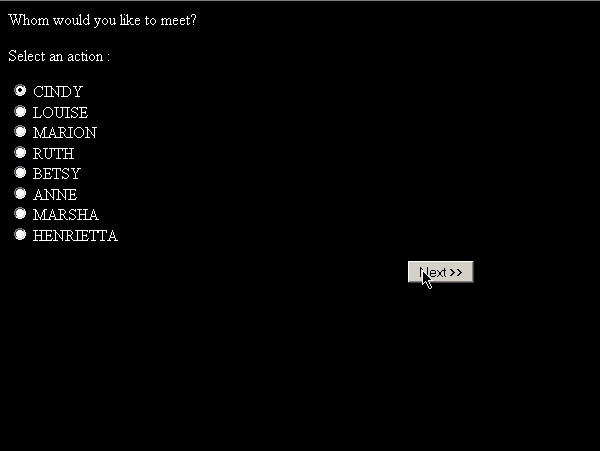 Whom would you like to meet?
Select an action :
CINDY
LOUISE
MARION
RUTH
BETSY
ANNE
MARSHA
HENRIETTA
Next >>